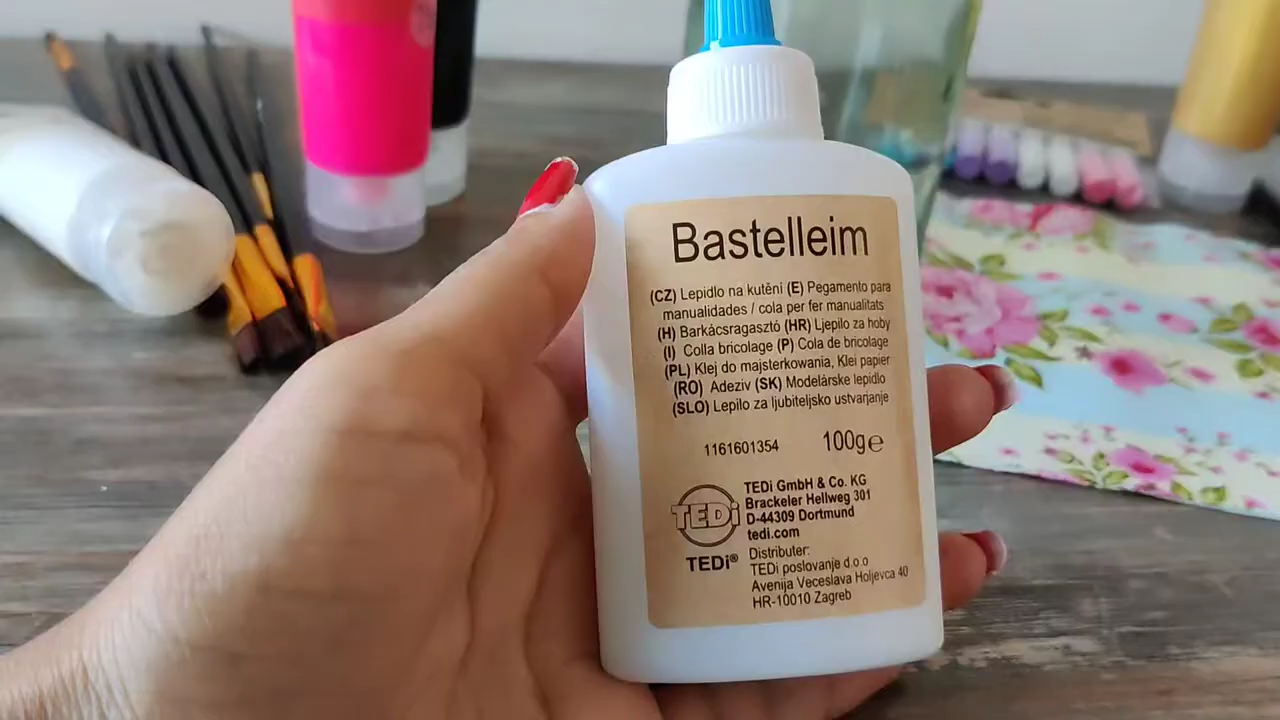 Bastelleim
(CZ) Lepidlo na kutění (E) Pegamento para
manualidades / cola per fer manualitats
(H) Barkácsragasztó (HR) Ljepilo za hoby
(I) Colla bricolage (P) Cola de bricolage
(PL) Klej do majsterkowania, Klei papier
(RO) Adeziv (SK) Modelárske lepidlo
(SLO) Lepilo za ljubiteljsko ustvarjanje
1161601354 100g℮
TEDi
TEDi®
TEDi GmbH & Co. KG
Brackeler Hellweg 301
D-44309 Dortmund
tedi.com
Distributer:
TEDi poslovanje d.o.o
Avenija Veceslava Holjevca 40
HR-10010 Zagreb